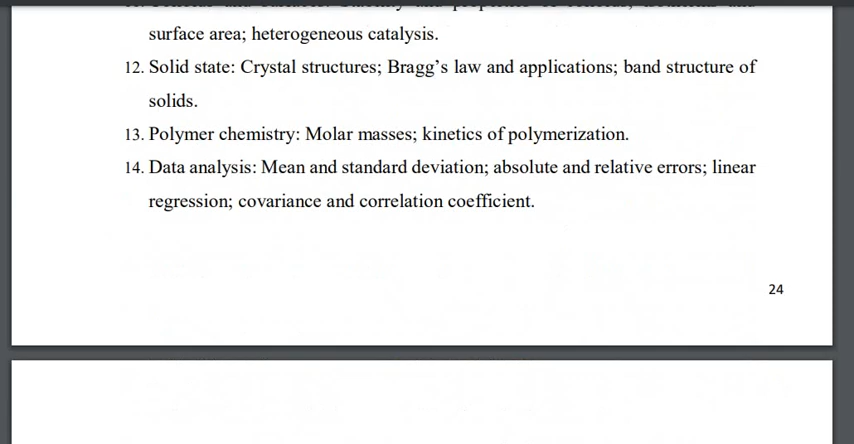 surface area; heterogeneous catalysis.
12. Solid state: Crystal structures; Bragg’s law and applications; band structure of
solids.
13. Polymer chemistry: Molar masses; kinetics of polymerization.
14. Data analysis: Mean and standard deviation; absolute and relative errors; linear
regression; covariance and correlation coefficient.
24